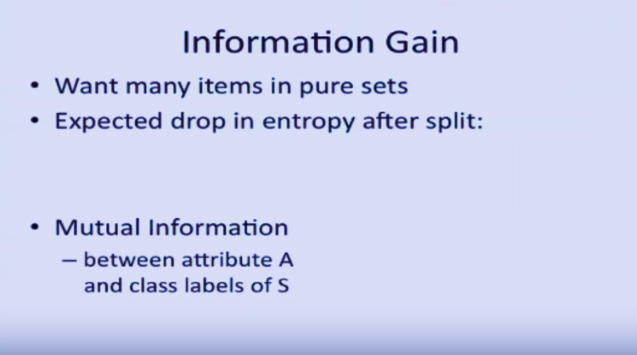 Information Gain
• Want many items in pure sets
• Expected drop in entropy after split:
• Mutual Information
– between attribute A
and class labels of S